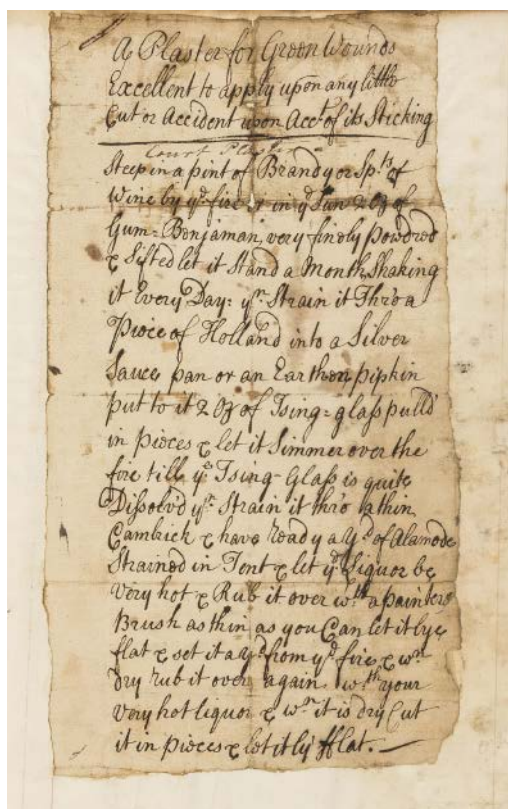 A Plaster for Green Wounds
Excellent to apply upon any little
Cut or Accident upon Acct. of its Sticking
Court Plaster
Steep in a pint of Brandy or Spts. of
Wine by ye. fire or in ye. Sun 2 oz of
Gum=Benjaman, very finely powdred
& Sifted let it Stand a Month, Shaking
it Every Day: yn. Strain it Thro a
Piece of Holland into a Silver
Sauce pan or an Earthen pipkin
put to it 2 oz of Ising=glass pull'd
in pieces & let it Simmer over the
fire till ye. Ising-Glass is quite
Dissolv'd yn. Strain it thro' a thin
Cambrick & have ready a Yd. of Alamode
Strained in Tent & let ye. Liquor be
very hot & Rub it over wth. a painters
Brush as thin as you Can let it lye
flat & set it a Yd. from ye. fire, & wn.
dry rub it over again wth. your
very hot liquor & wn. it is dry Cut
it in pieces & let it ly fflat.—